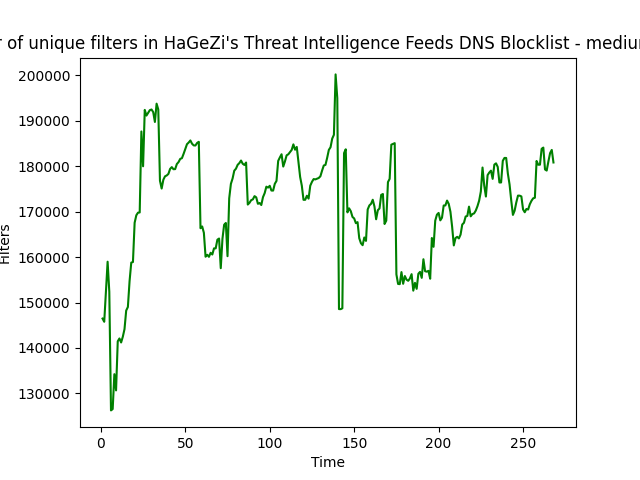 r of unique filters in HaGeZi's Threat Intelligence Feeds DNS Blocklist - mediu
200000
190000
180000
170000
160000
150000
140000
130000
Filters
0 50 100 150 200 250
Time